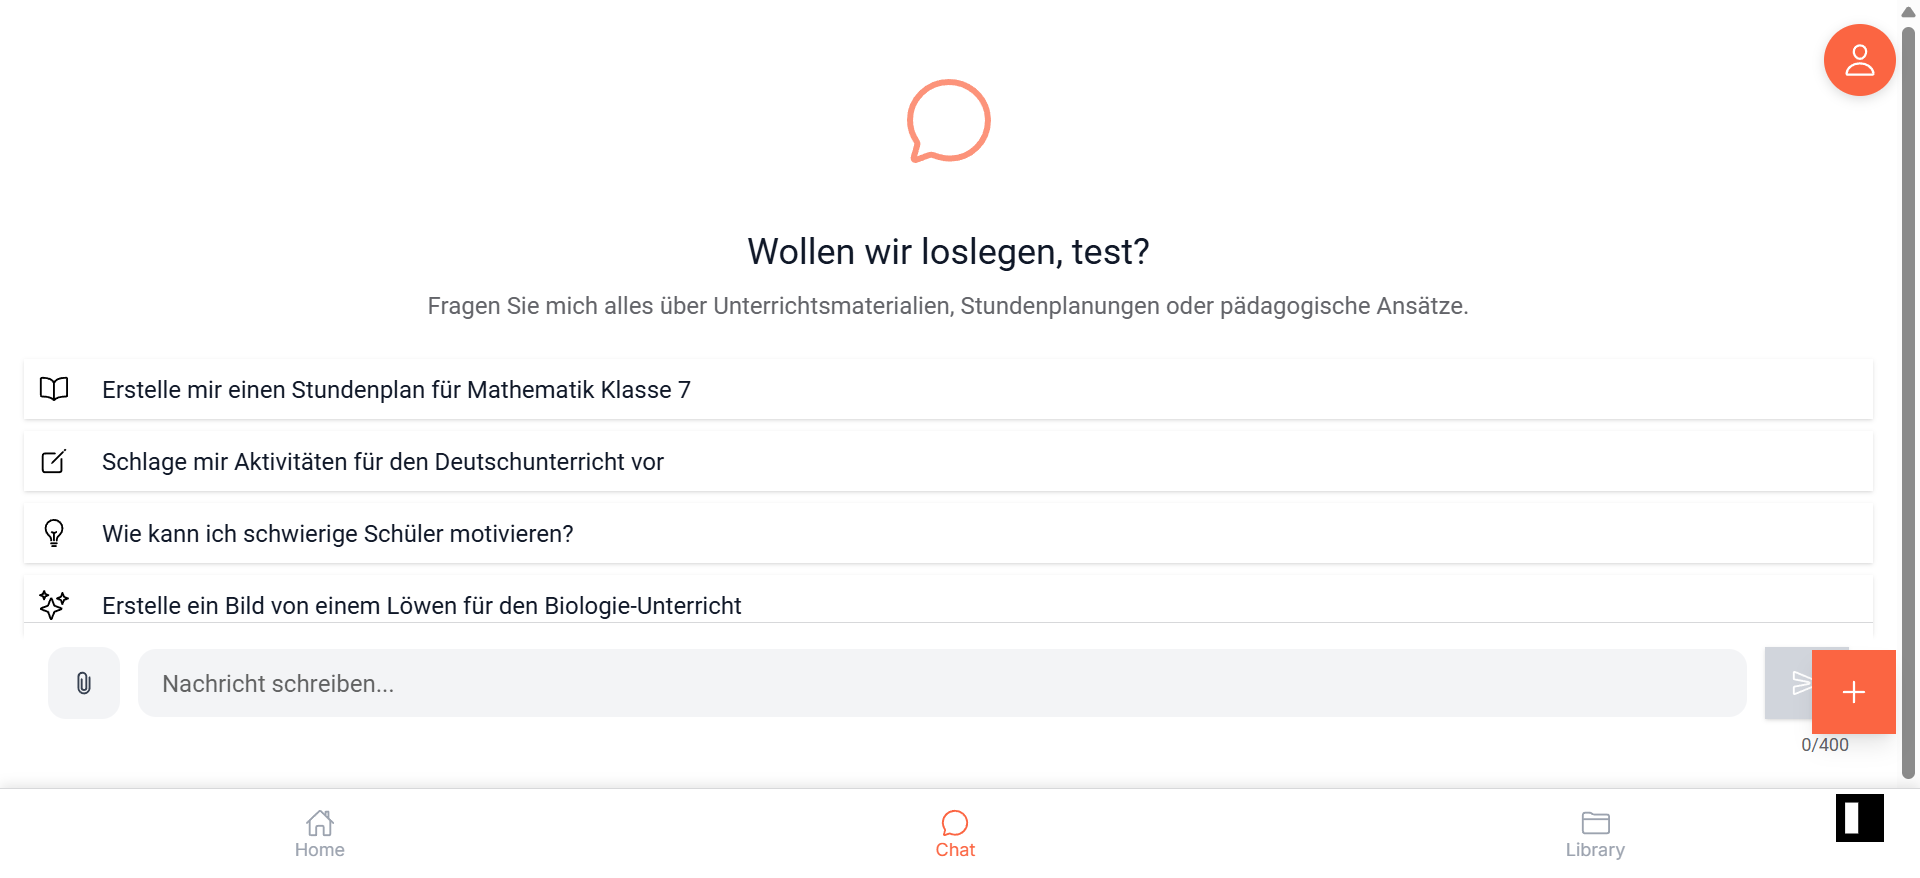 Wollen wir loslegen, test?
Fragen Sie mich alles über Unterrichtsmaterialien, Stundenplanungen oder pädagogische Ansätze.
Erstelle mir einen Stundenplan für Mathematik Klasse 7
Schlage mir Aktivitäten für den Deutschunterricht vor
Wie kann ich schwierige Schüler motivieren?
Erstelle ein Bild von einem Löwen für den Biologie-Unterricht
Nachricht schreiben...
0/400
Home
Chat
Library